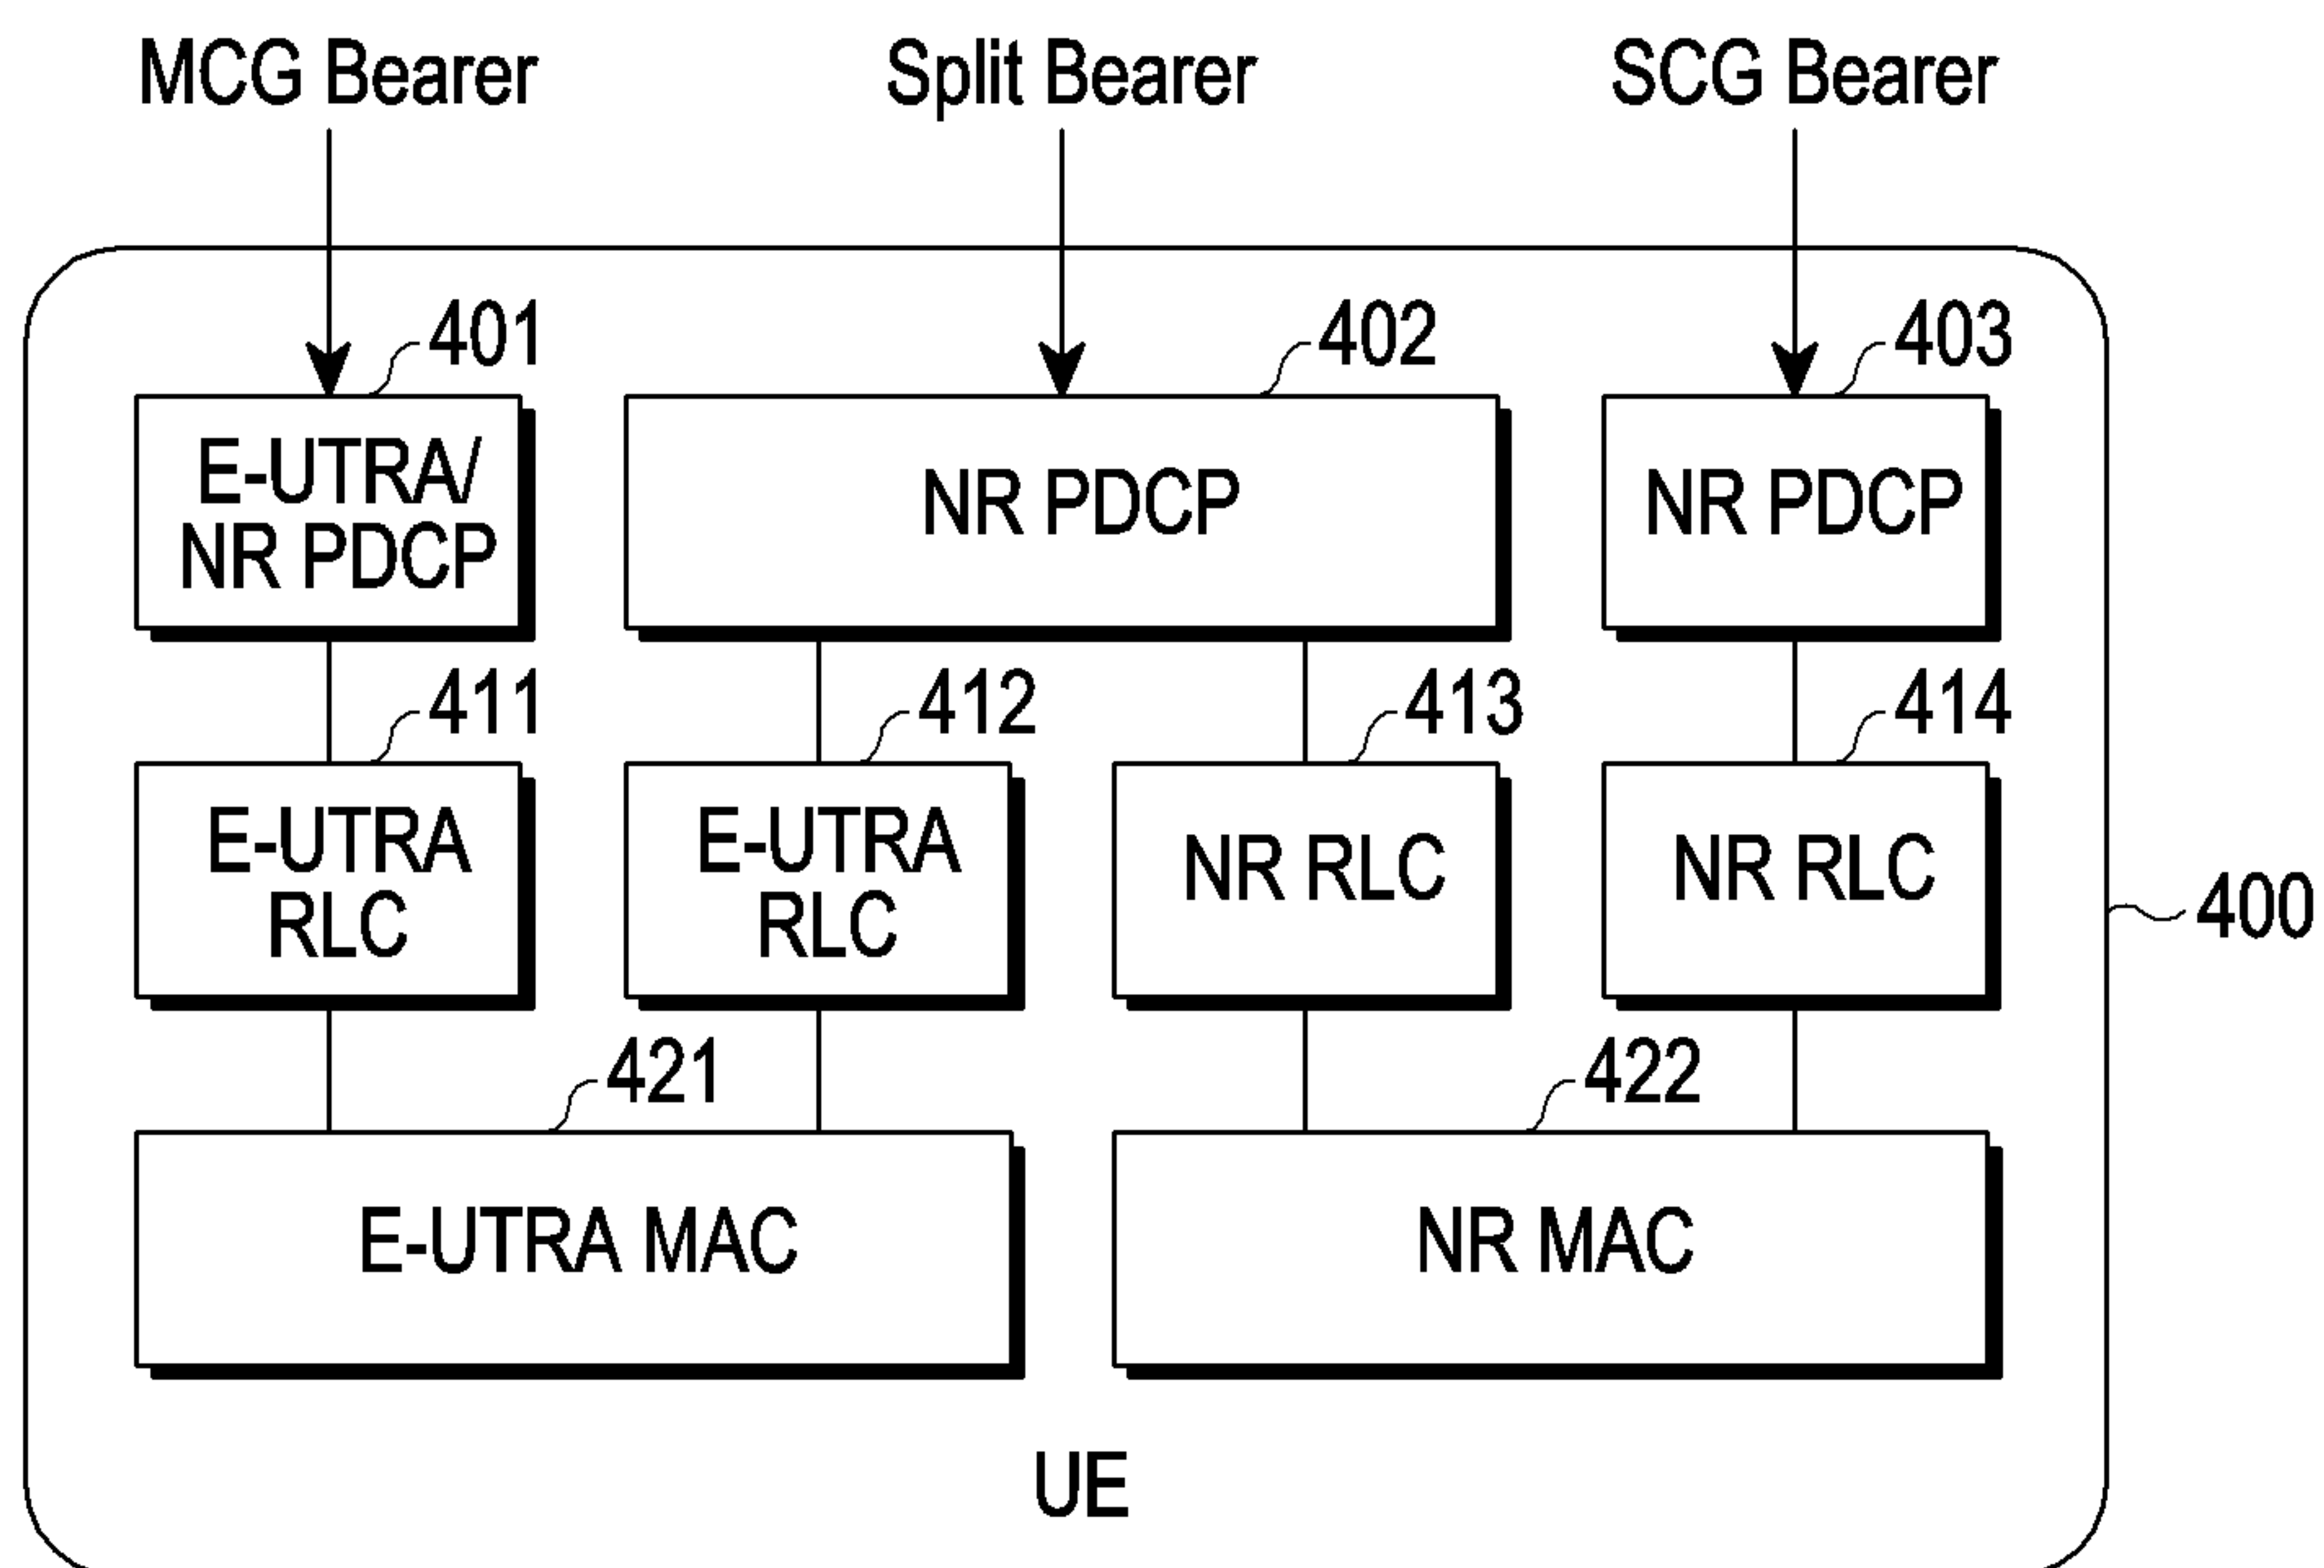 MCG Bearer
Split Bearer
SCG Bearer
401
402
403
E-UTRA/
NR PDCP
NR PDCP
NR PDCP
411
412
413
414
E-UTRA
RLC
E-UTRA
RLC
NR RLC
NR RLC
400
421
422
E-UTRA MAC
NR MAC
UE